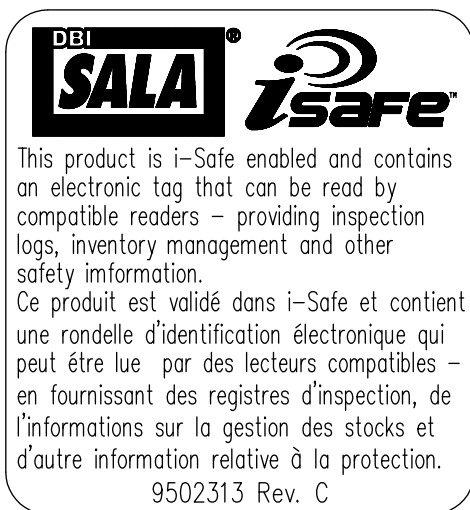 DBI
SALA®
isafe™
This product is i-Safe enabled and contains
an electronic tag that can be read by
compatible readers – providing inspection
logs, inventory management and other
safety imformation.
Ce produit est validé dans i-Safe et contient
une rondelle d'identification électronique qui
peut étre lue par des lecteurs compatibles –
en fournissant des registres d'inspection, de
l'informations sur la gestion des stocks et
d'autre information relative à la protection.
9502313 Rev. C